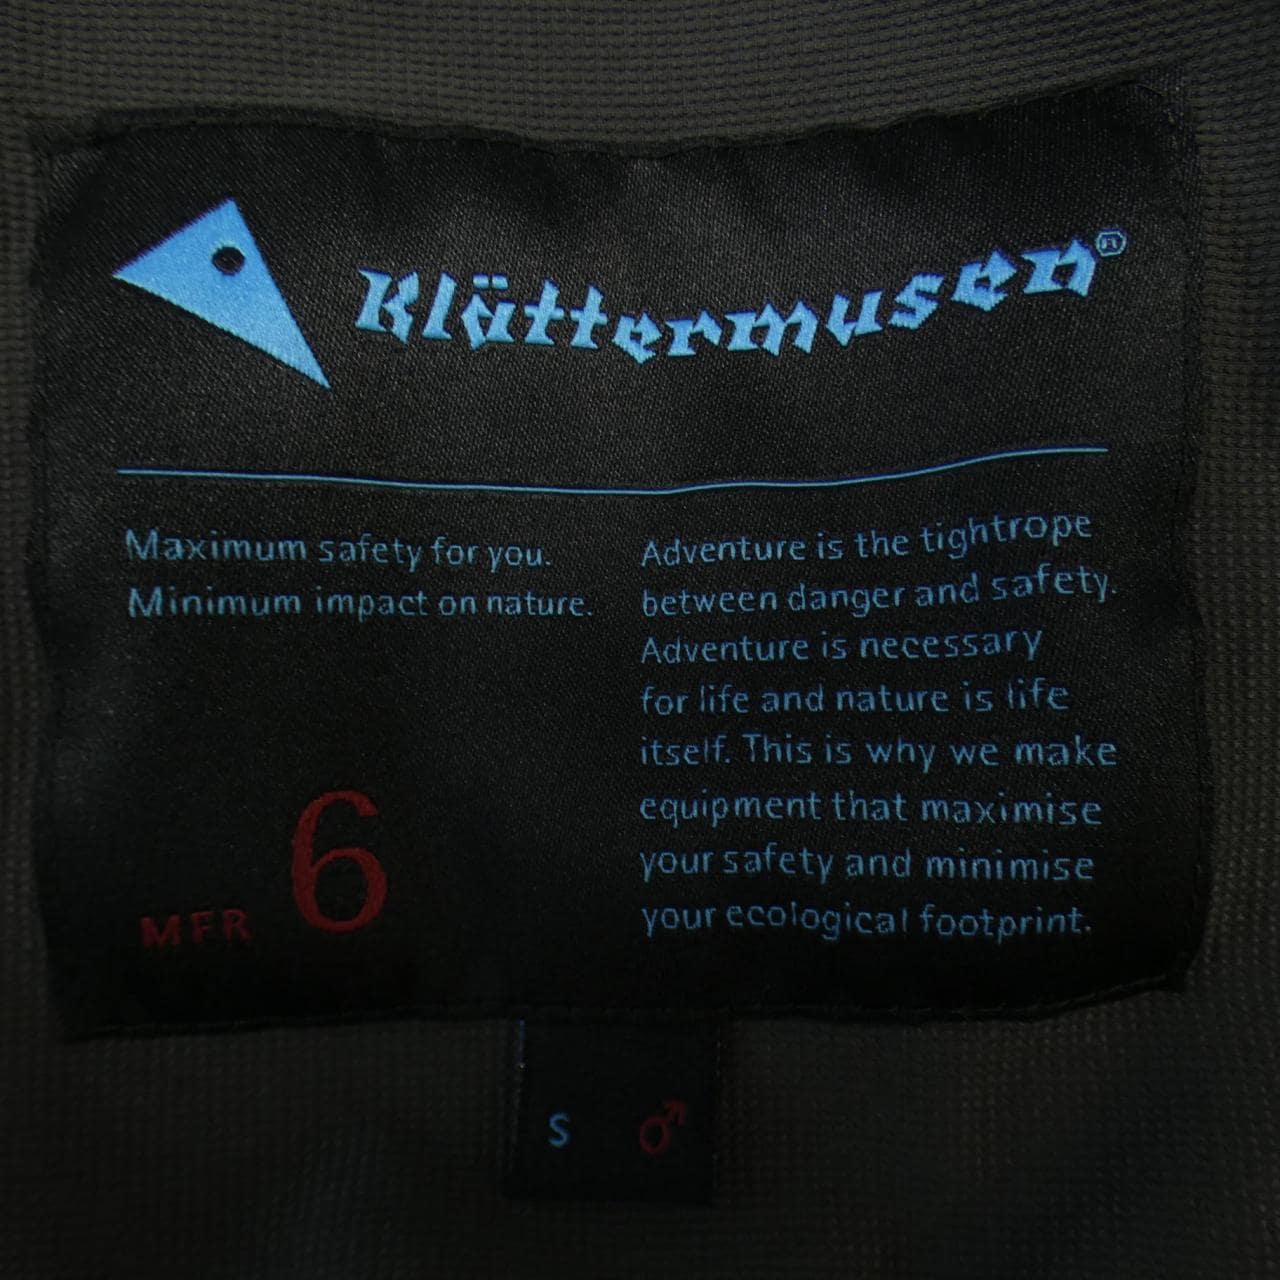 Klättermusen®
Maximum safety for you.
Minimum impact on nature.
Adventure is the tightrope
between danger and safety.
Adventure is necessary
for life and nature is life
itself. This is why we make
equipment that maximise
your safety and minimise
your ecological footprint.
MFR 6
S ♂